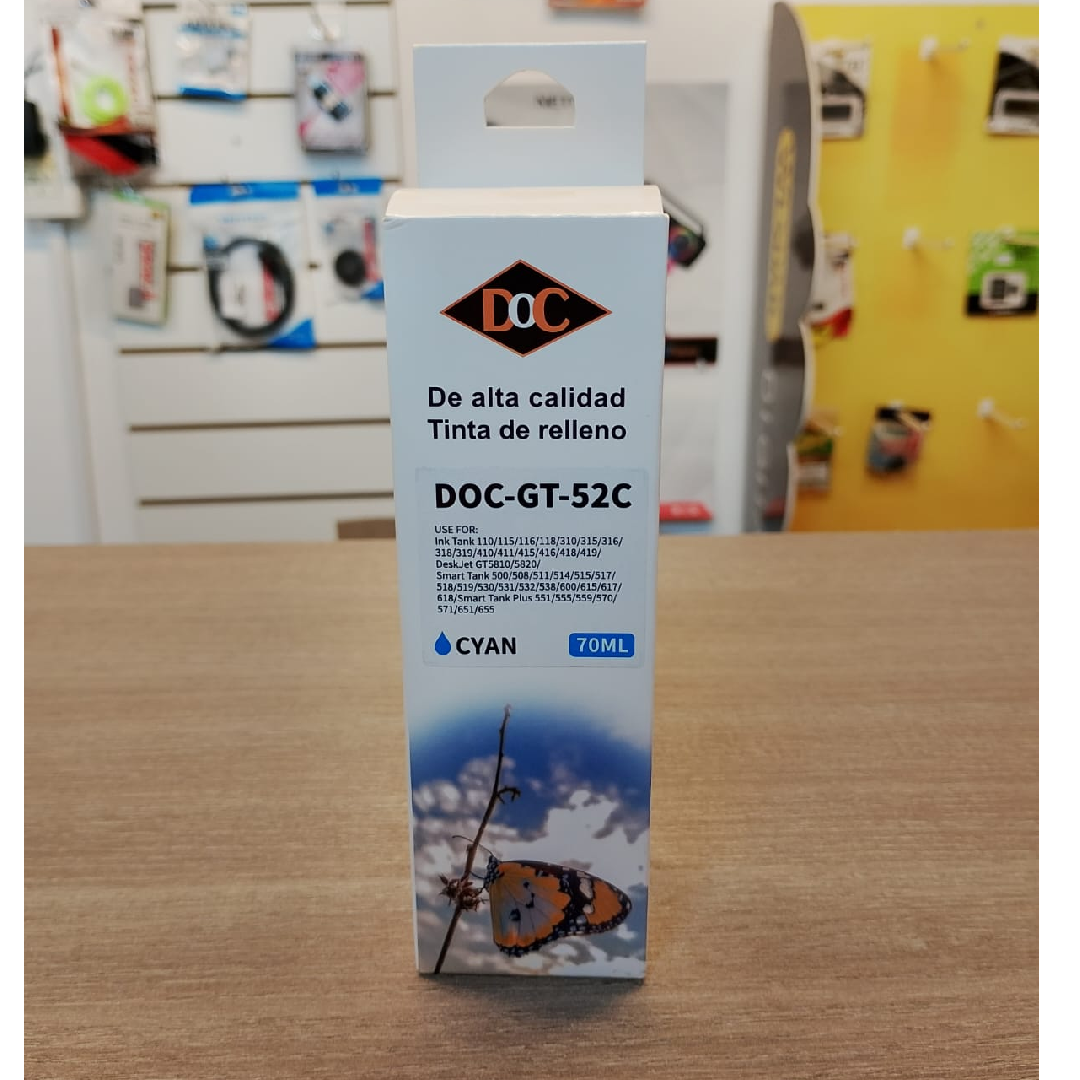 DOC
De alta calidad
Tinta de relleno
DOC-GT-52C
USE FOR:
Ink Tank 110/115/116/118/310/315/316/
318/319/410/411/415/416/418/419/
DeskJet GT5810/5820/
Smart Tank 500/508/511/514/515/517/
518/519/530/531/532/538/600/615/617/
618/Smart Tank Plus 551/555/559/570/
571/651/655
CYAN
70ML